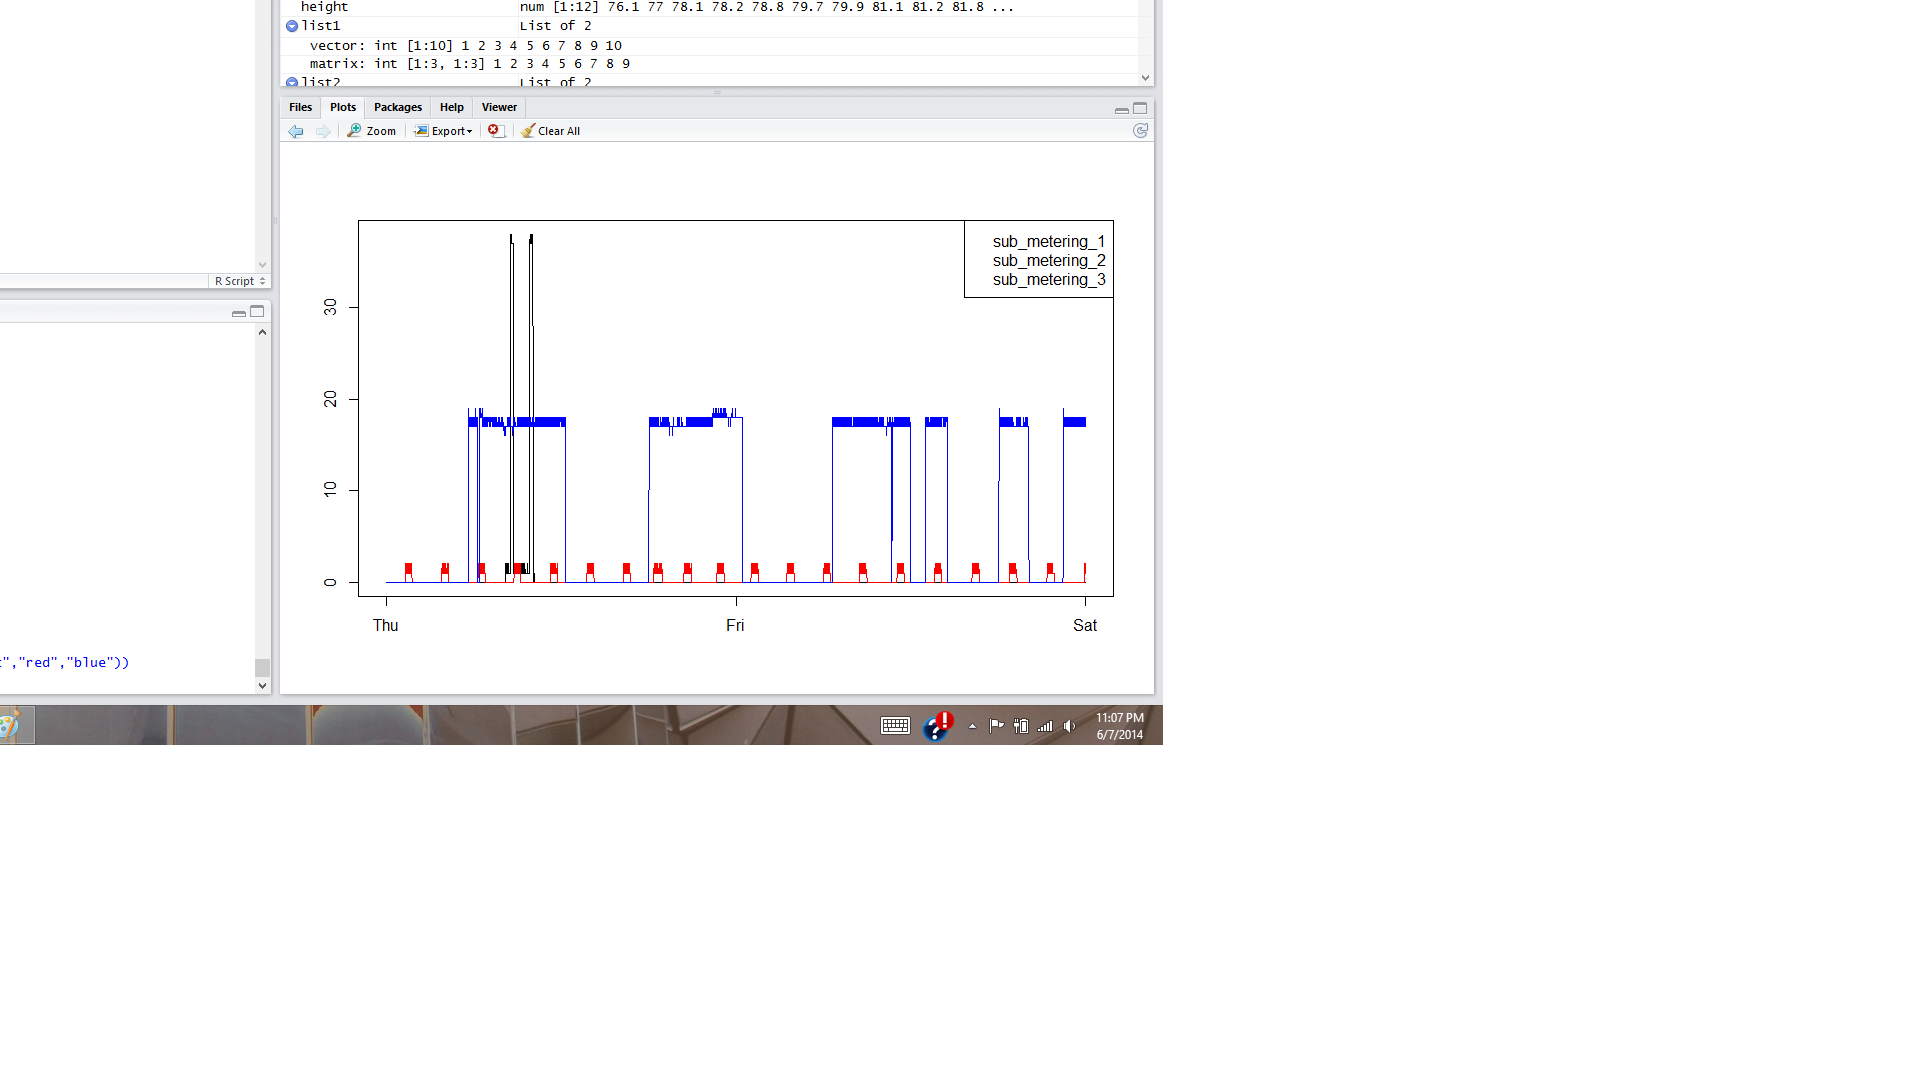 height num [1:12] 76.1 77 78.1 78.2 78.8 79.7 79.9 81.1 81.2 81.8 ...
list1 List of 2
vector: int [1:10] 1 2 3 4 5 6 7 8 9 10
matrix: int [1:3, 1:3] 1 2 3 4 5 6 7 8 9
list2 List of 2
Files Plots Packages Help Viewer
Zoom Export Clear All
R Script
sub_metering_1
sub_metering_2
sub_metering_3
30
20
10
0
Thu Fri Sat
","red","blue"))
11:07 PM
6/7/2014